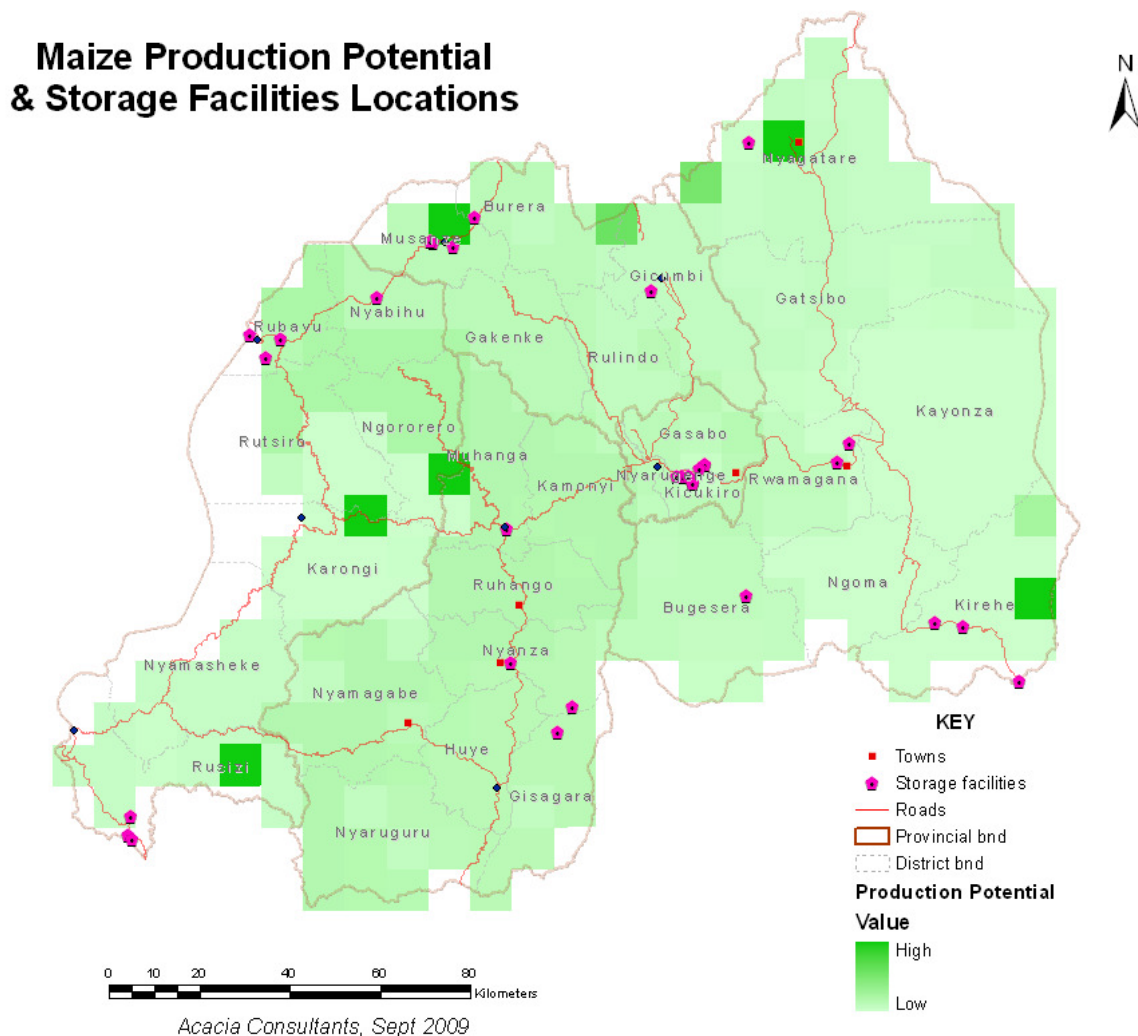 Maize Production Potential
& Storage Facilities Locations
N
Nyagatare
Burera
Musanze
Gicumbi
Gatsibo
Nyabihu
Rubavu
Gakenke
Rulindo
Kayonza
Gasabo
Rutsiro
Ngororero
Muhanga
Nyarugenge
Kamonyi
Rwamagana
Kicukiro
Karongi
Ruhango
Ngoma
Kirehe
Bugesera
Nyanza
Nyamasheke
Nyamagabe
Huye
Rusizi
Gisagara
Nyaruguru
KEY
Towns
Storage facilities
Roads
Provincial bnd
District bnd
Production Potential
Value
High
Low
0 10 20 40 60 80
Kilometers
Acacia Consultants, Sept 2009